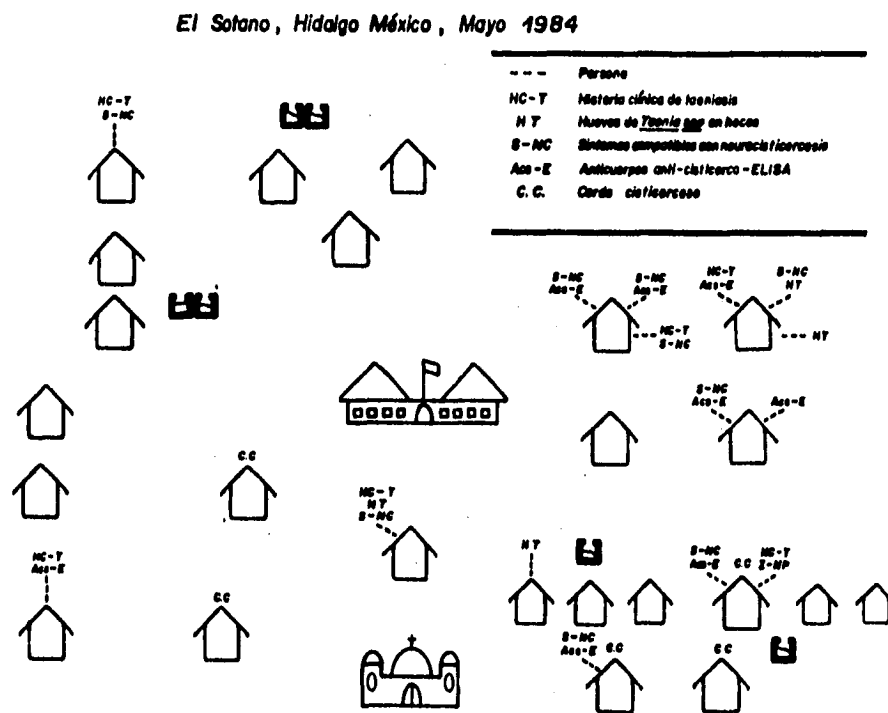 El Sotano, Hidalgo México, Mayo 1984
--- Persona
HC-T Historia clínica de taeniasis
HT Huevos de Taenia spp en heces
S-NC Síntomas compatibles con neurocisticercosis
Acs-E Anticuerpos anti-cisticerco-ELISA
C.C. Cerdo cisticercoso
HC-T
S-NC
S-NC
Acs-E
S-NC
Acs-E
HC-T
S-NC
HC-T
Acs-E
S-NC
HT
HT
S-NC
Acs-E
Acs-E
C.C
HC-T
HT
S-NC
HC-T
Acs-E
C.C
HT
S-NC
Acs-E
C.C
HC-T
S-NC
Acs-E
C.C
C.C